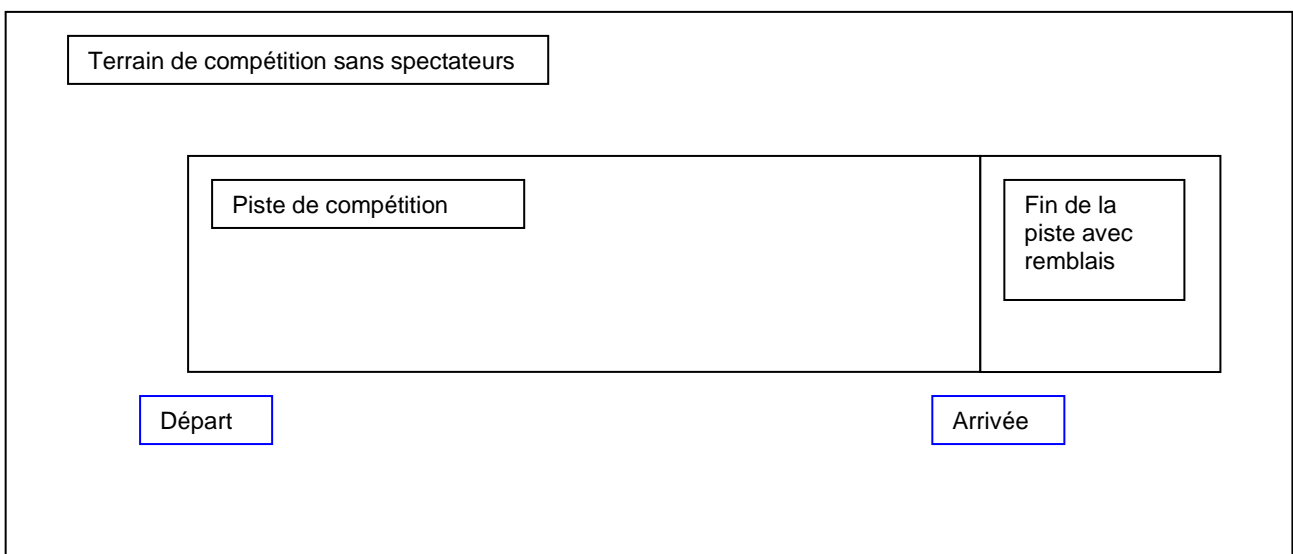 Terrain de compétition sans spectateurs
Piste de compétition
Fin de la
piste avec
remblais
Départ
Arrivée